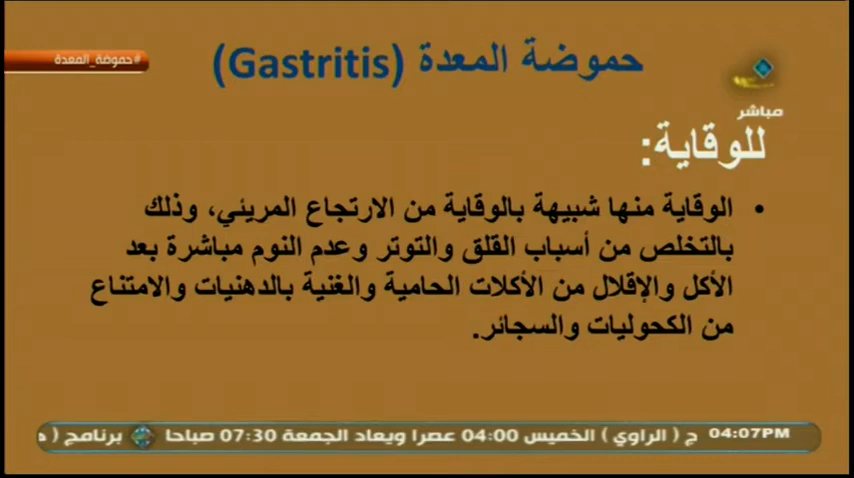 #حموضة_المعدة
حموضة المعدة (Gastritis)
مباشر
للوقاية:
• الوقاية منها شبيهة بالوقاية من الارتجاع المريئي، وذلك
بالتخلص من أسباب القلق والتوتر وعدم النوم مباشرة بعد
الأكل والإقلال من الأكلات الحامية والغنية بالدهنيات والامتناع
من الكحوليات والسجائر.
04:07PM ج ( الراوي ) الخميس 04:00 عصرا ويعاد الجمعة 07:30 صباحا برنامج (